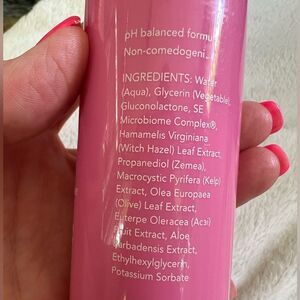 pH balanced formu
Non-comedogeni
INGREDIENTS: Water
(Aqua), Glycerin (Vegetable),
Gluconolactone, SE
Microbiome Complex®,
Hamamelis Virginiana
(Witch Hazel) Leaf Extract,
Propanediol (Zemea),
Macrocystic Pyrifera (Kelp)
Extract, Olea Europaea
(Olive) Leaf Extract,
Euterpe Oleracea (Acai)
Fruit Extract, Aloe
Barbadensis Extract,
Ethylhexylglycerin,
Potassium Sorbate